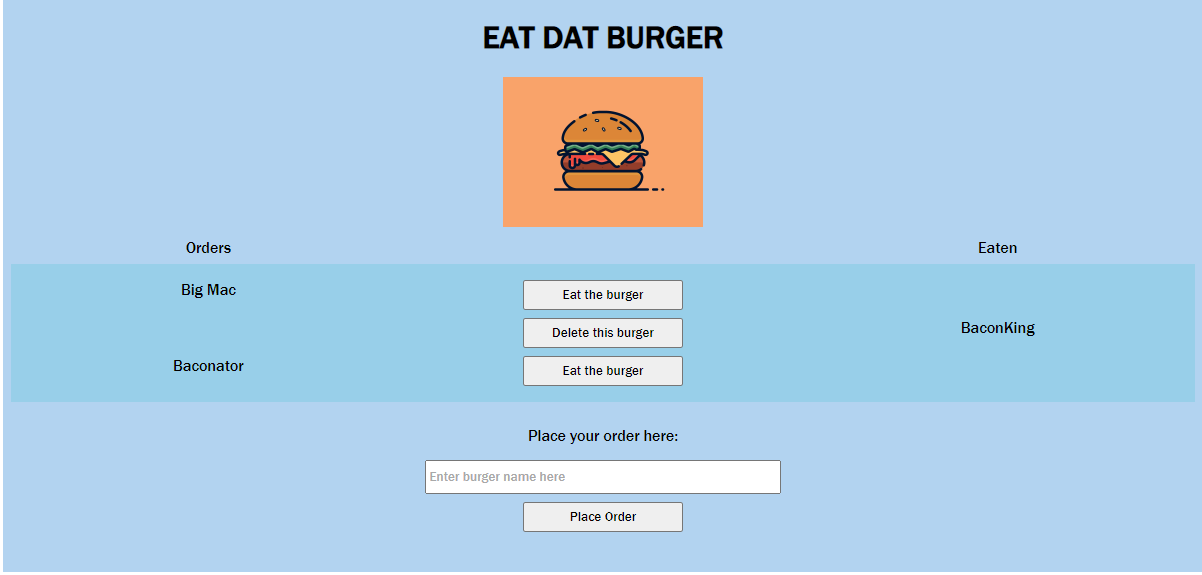 EAT DAT BURGER
Orders
Eaten
Big Mac
Eat the burger
Delete this burger
BaconKing
Baconator
Eat the burger
Place your order here:
Enter burger name here
Place Order